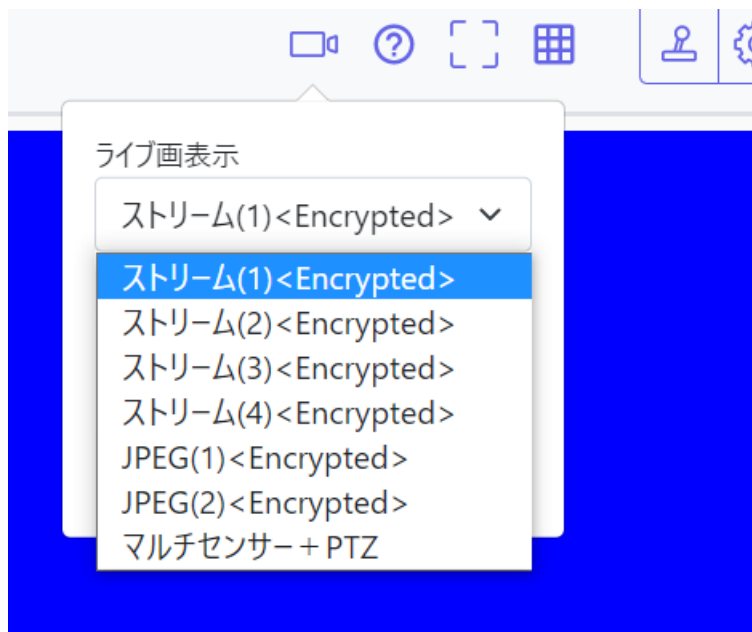 ライブ画表示
ストリーム(1)<Encrypted>
ストリーム(1)<Encrypted>
ストリーム(2)<Encrypted>
ストリーム(3)<Encrypted>
ストリーム(4)<Encrypted>
JPEG(1)<Encrypted>
JPEG(2)<Encrypted>
マルチセンサー＋PTZ